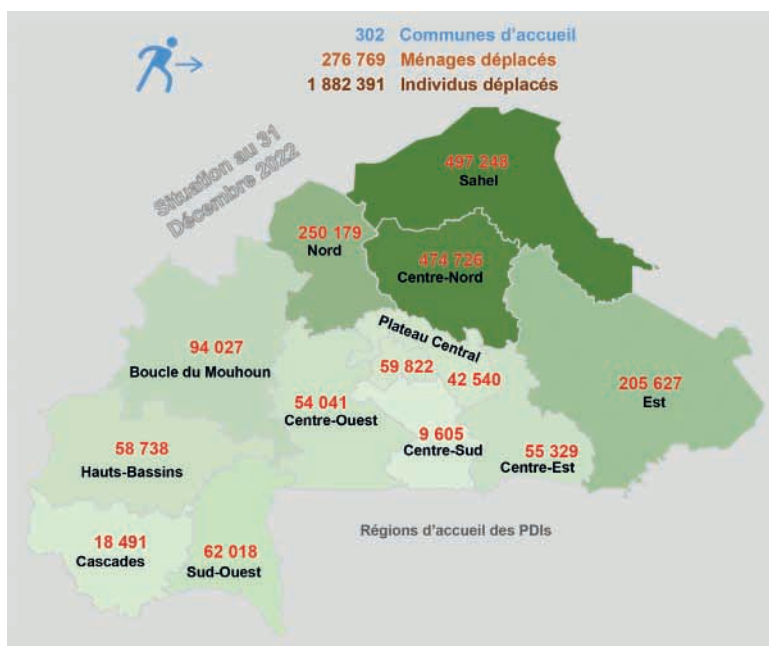 302 Communes d'accueil
276 769 Ménages déplacés
1 882 391 Individus déplacés
Situation au 31
Décembre 2022
497 248
Sahel
250 179
Nord
474 726
Centre-Nord
Plateau Central
94 027
Boucle du Mouhoun
59 822
42 540
205 627
Est
54 041
Centre-Ouest
9 605
Centre-Sud
55 329
Centre-Est
58 738
Hauts-Bassins
18 491
Cascades
62 018
Sud-Ouest
Régions d'accueil des PDIs